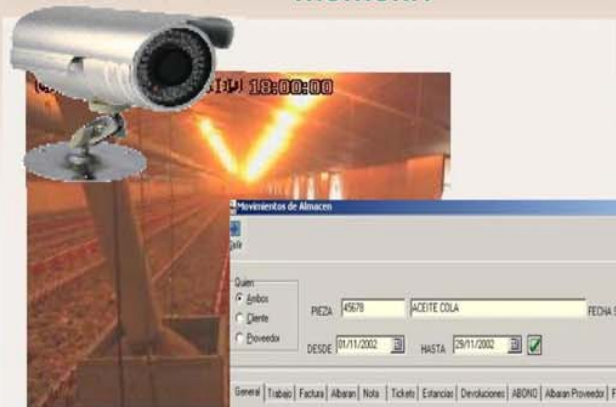 18:00:00
Movimientos de Almacen
Quien
Ambos
Cliente
Proveedor
PIEZA 45678 ACEITE COLA
DESDE 01/11/2002 HASTA 29/11/2002
General Trabajo Factura Albaran Nota Tickets Estancias Devoluciones ABONO Albaran Proveedor